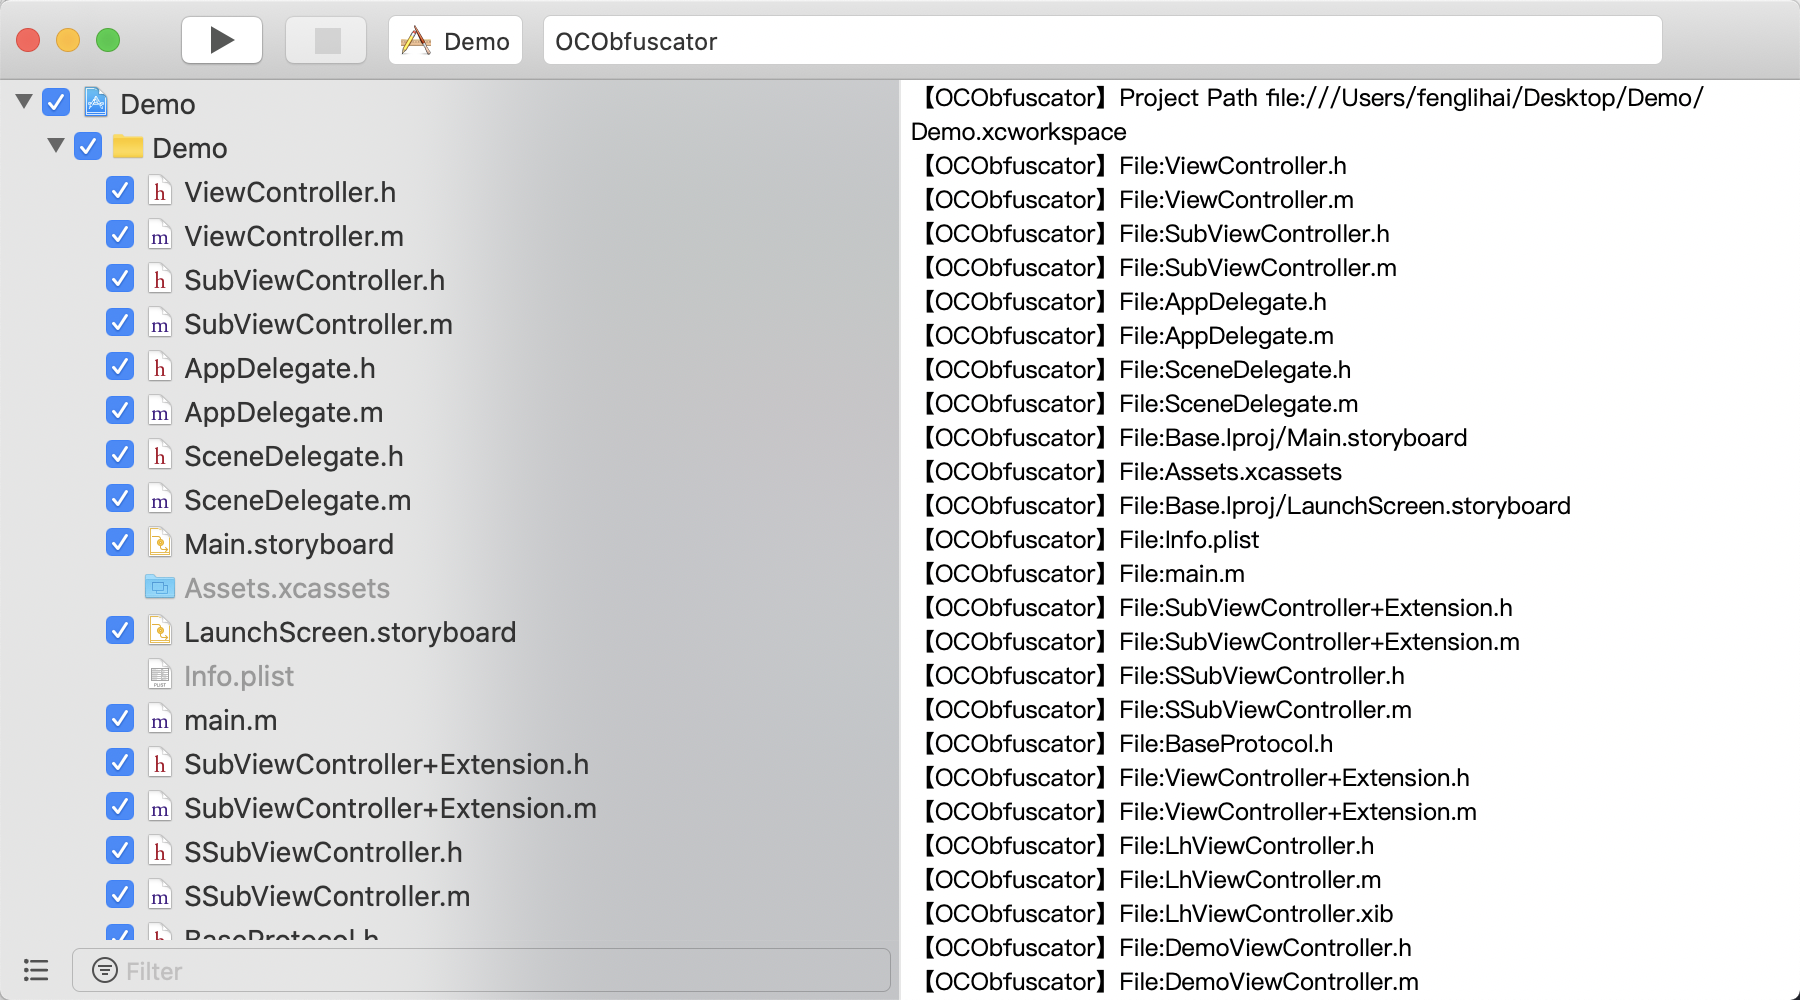 Demo
OCObfuscator
Demo
Demo
h ViewController.h
m ViewController.m
h SubViewController.h
m SubViewController.m
h AppDelegate.h
m AppDelegate.m
h SceneDelegate.h
m SceneDelegate.m
Main.storyboard
Assets.xcassets
LaunchScreen.storyboard
PLIST Info.plist
m main.m
h SubViewController+Extension.h
m SubViewController+Extension.m
h SSubViewController.h
m SSubViewController.m
h BaseProtocol.h
Filter
【OCObfuscator】Project Path file:///Users/fenglihai/Desktop/Demo/
Demo.xcworkspace
【OCObfuscator】File:ViewController.h
【OCObfuscator】File:ViewController.m
【OCObfuscator】File:SubViewController.h
【OCObfuscator】File:SubViewController.m
【OCObfuscator】File:AppDelegate.h
【OCObfuscator】File:AppDelegate.m
【OCObfuscator】File:SceneDelegate.h
【OCObfuscator】File:SceneDelegate.m
【OCObfuscator】File:Base.lproj/Main.storyboard
【OCObfuscator】File:Assets.xcassets
【OCObfuscator】File:Base.lproj/LaunchScreen.storyboard
【OCObfuscator】File:Info.plist
【OCObfuscator】File:main.m
【OCObfuscator】File:SubViewController+Extension.h
【OCObfuscator】File:SubViewController+Extension.m
【OCObfuscator】File:SSubViewController.h
【OCObfuscator】File:SSubViewController.m
【OCObfuscator】File:BaseProtocol.h
【OCObfuscator】File:ViewController+Extension.h
【OCObfuscator】File:ViewController+Extension.m
【OCObfuscator】File:LhViewController.h
【OCObfuscator】File:LhViewController.m
【OCObfuscator】File:LhViewController.xib
【OCObfuscator】File:DemoViewController.h
【OCObfuscator】File:DemoViewController.m